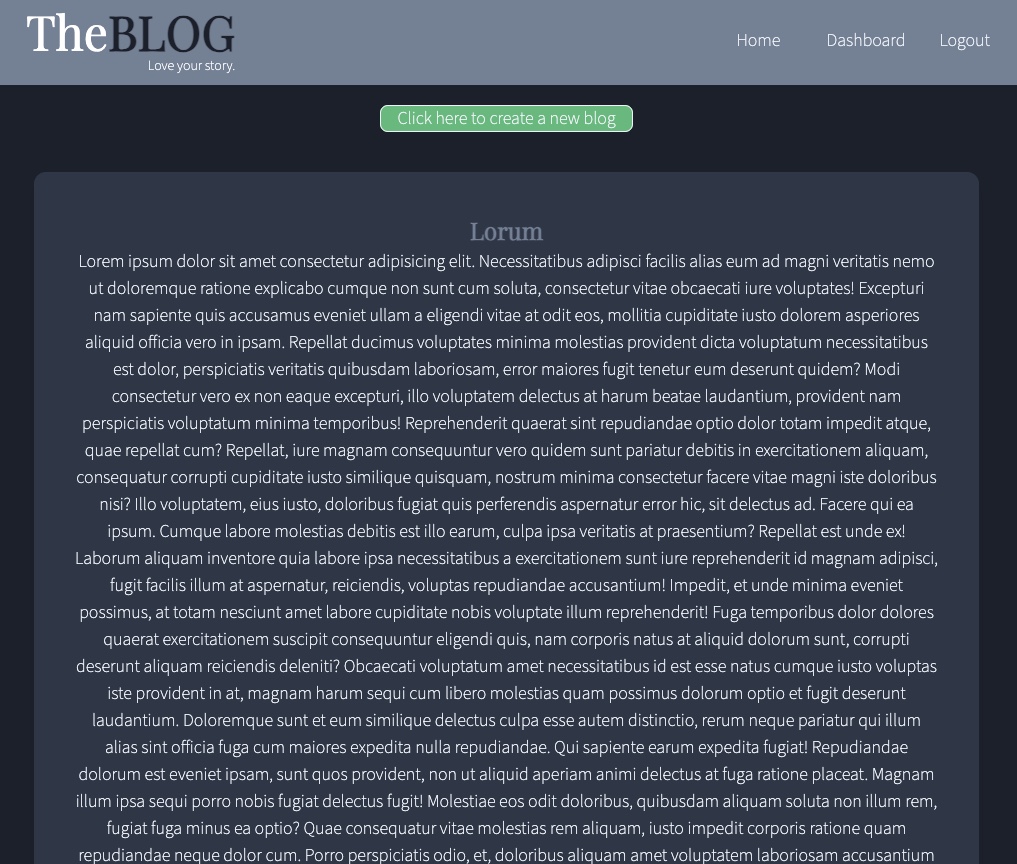 TheBLOG
Love your story.
Home Dashboard Logout
Click here to create a new blog
Lorum
Lorem ipsum dolor sit amet consectetur adipisicing elit. Necessitatibus adipisci facilis alias eum ad magni veritatis nemo
ut doloremque ratione explicabo cumque non sunt cum soluta, consectetur vitae obcaecati iure voluptates! Excepturi
nam sapiente quis accusamus eveniet ullam a eligendi vitae at odit eos, mollitia cupiditate iusto dolorem asperiores
aliquid officia vero in ipsam. Repellat ducimus voluptates minima molestias provident dicta voluptatum necessitatibus
est dolor, perspiciatis veritatis quibusdam laboriosam, error maiores fugit tenetur eum deserunt quidem? Modi
consectetur vero ex non eaque excepturi, illo voluptatem delectus at harum beatae laudantium, provident nam
perspiciatis voluptatum minima temporibus! Reprehenderit quaerat sint repudiandae optio dolor totam impedit atque,
quae repellat cum? Repellat, iure magnam consequuntur vero quidem sunt pariatur debitis in exercitationem aliquam,
consequatur corrupti cupiditate iusto similique quisquam, nostrum minima consectetur facere vitae magni iste doloribus
nisi? Illo voluptatem, eius iusto, doloribus fugiat quis perferendis aspernatur error hic, sit delectus ad. Facere qui ea
ipsum. Cumque labore molestias debitis est illo earum, culpa ipsa veritatis at praesentium? Repellat est unde ex!
Laborum aliquam inventore quia labore ipsa necessitatibus a exercitationem sunt iure reprehenderit id magnam adipisci,
fugit facilis illum at aspernatur, reiciendis, voluptas repudiandae accusantium! Impedit, et unde minima eveniet
possimus, at totam nesciunt amet labore cupiditate nobis voluptate illum reprehenderit! Fuga temporibus dolor dolores
quaerat exercitationem suscipit consequuntur eligendi quis, nam corporis natus at aliquid dolorum sunt, corrupti
deserunt aliquam reiciendis deleniti? Obcaecati voluptatum amet necessitatibus id est esse natus cumque iusto voluptas
iste provident in at, magnam harum sequi cum libero molestias quam possimus dolorum optio et fugit deserunt
laudantium. Doloremque sunt et eum similique delectus culpa esse autem distinctio, rerum neque pariatur qui illum
alias sint officia fuga cum maiores expedita nulla repudiandae. Qui sapiente earum expedita fugiat! Repudiandae
dolorum est eveniet ipsam, sunt quos provident, non ut aliquid aperiam animi delectus at fuga ratione placeat. Magnam
illum ipsa sequi porro nobis fugiat delectus fugit! Molestiae eos odit doloribus, quibusdam aliquam soluta non illum rem,
fugiat fuga minus ea optio? Quae consequatur vitae molestias rem aliquam, iusto impedit corporis ratione quam
repudiandae neque dolor cum. Porro perspiciatis odio, et, doloribus aliquam amet voluptatem laboriosam accusantium